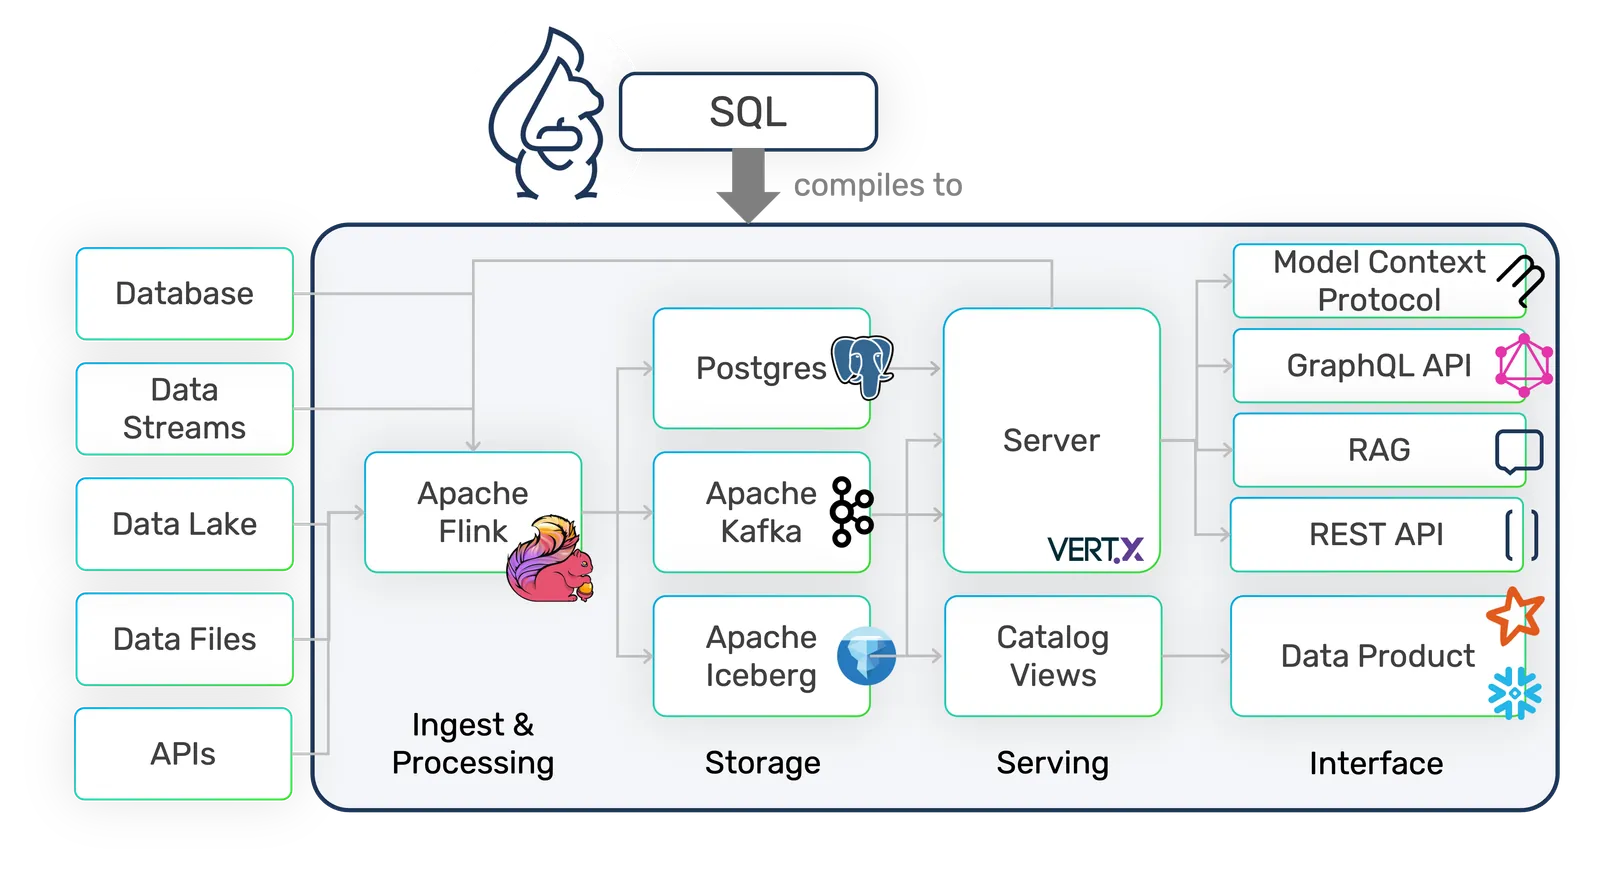 SQL
compiles to
Database
Data
Streams
Data Lake
Data Files
APIs
Apache
Flink
Ingest &
Processing
Postgres
Apache
Kafka
Apache
Iceberg
Storage
Server
VERT.X
Catalog
Views
Serving
Model Context
Protocol
GraphQL API
RAG
REST API
Data Product
Interface